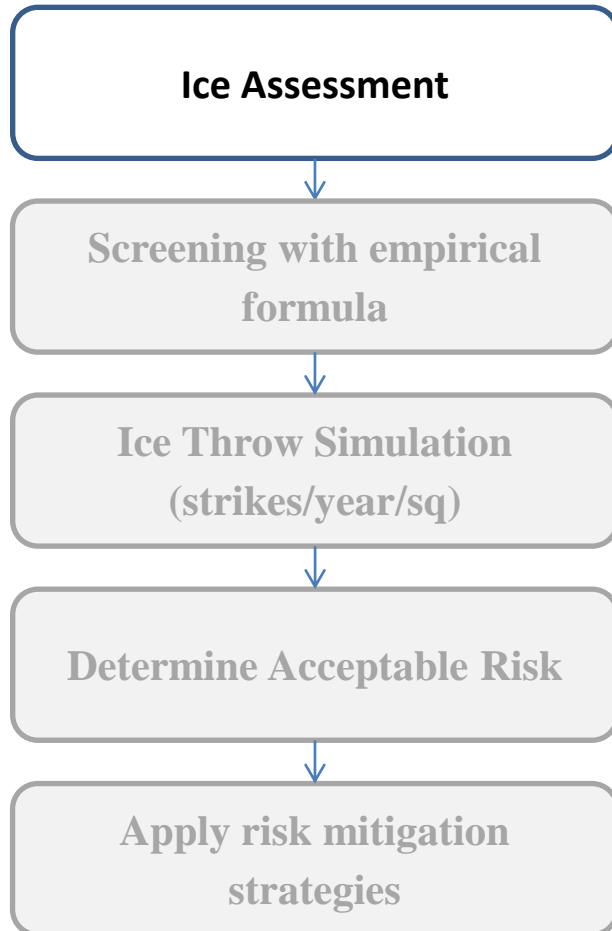 Ice Assessment
Screening with empirical
formula
Ice Throw Simulation
(strikes/year/sq)
Determine Acceptable Risk
Apply risk mitigation
strategies